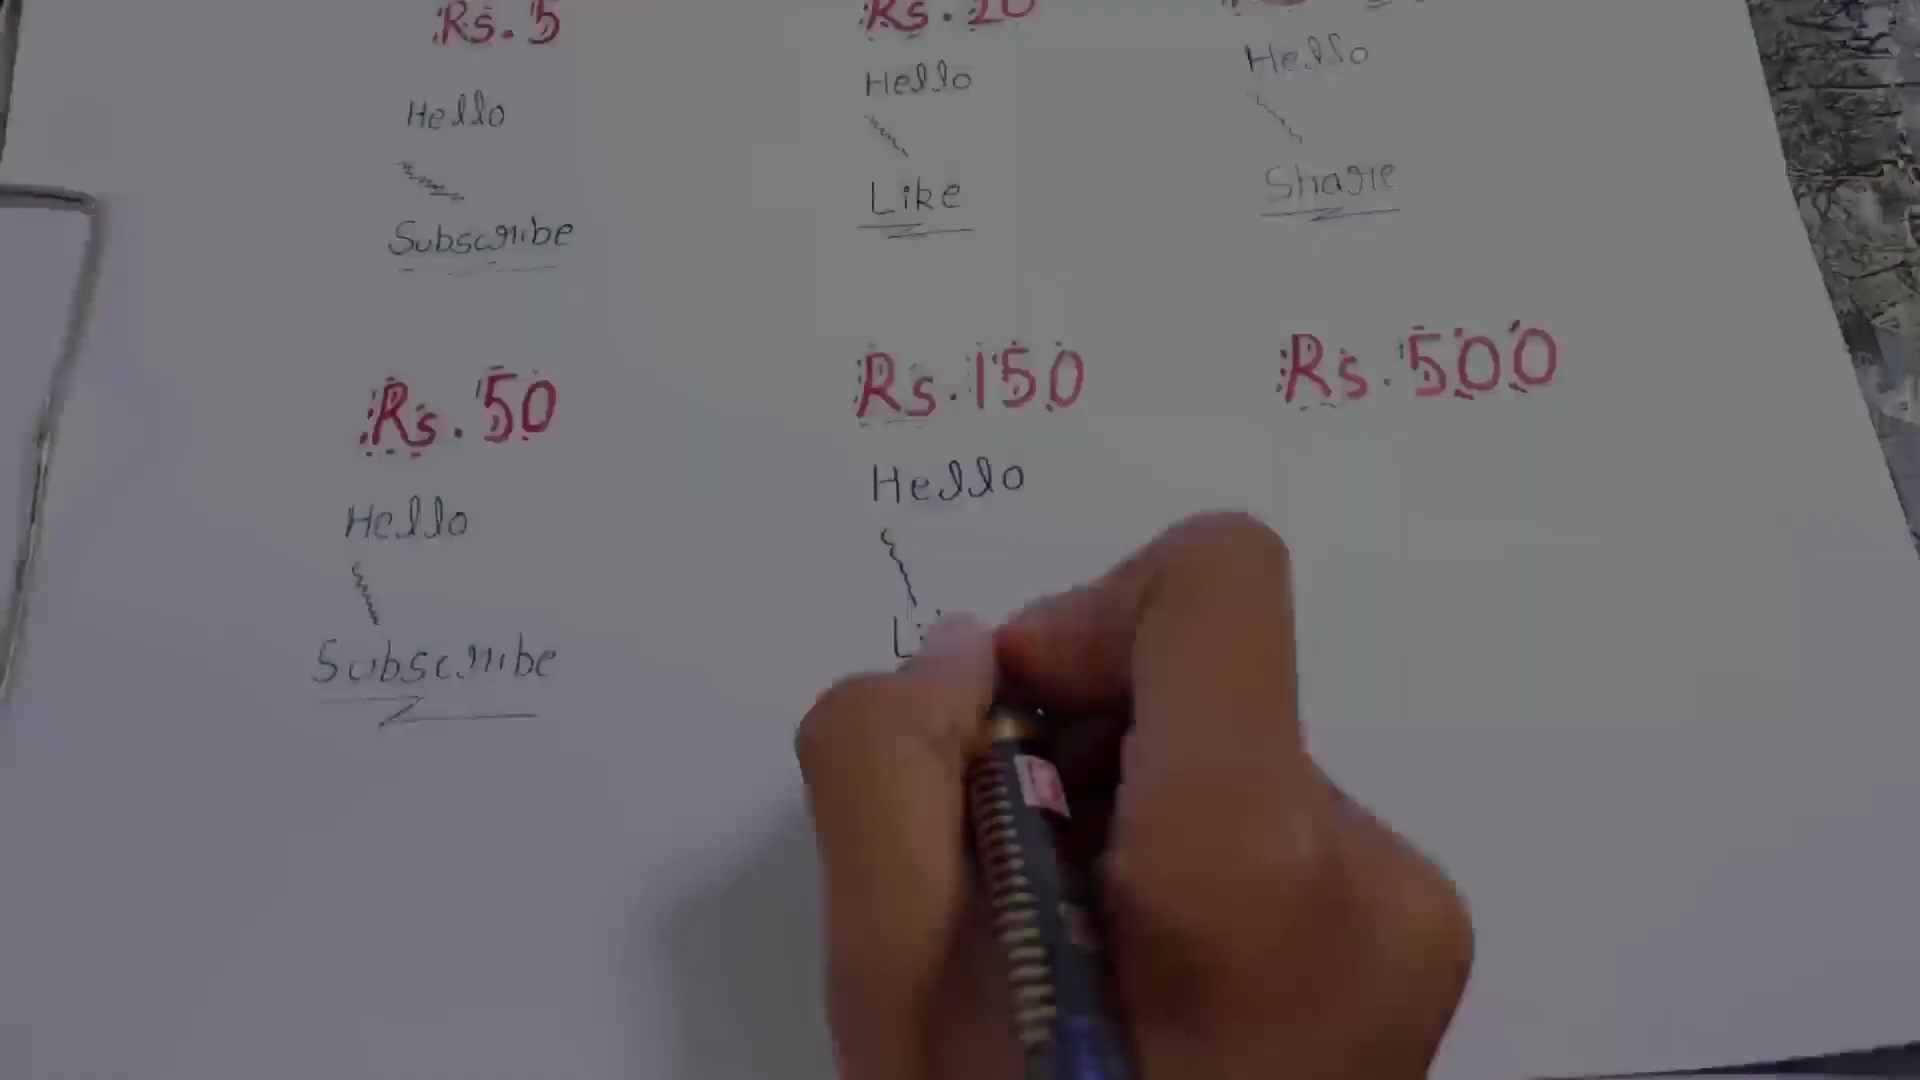 Rs. 5
Rs. 20
Hello
Hello
Hello
Subscribe
Like
Share
Rs. 50
Rs. 150
Rs. 500
Hello
Hello
Subscribe
Li